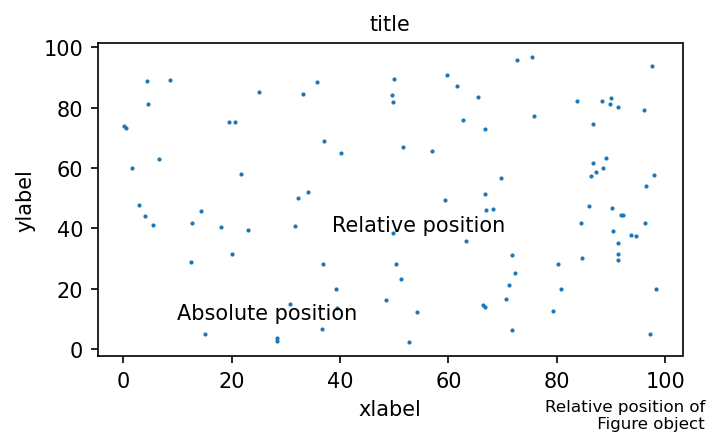 title
100
80
60
40
20
0
ylabel
Relative position
Absolute position
0 20 40 60 80 100
xlabel
Relative position of
Figure object